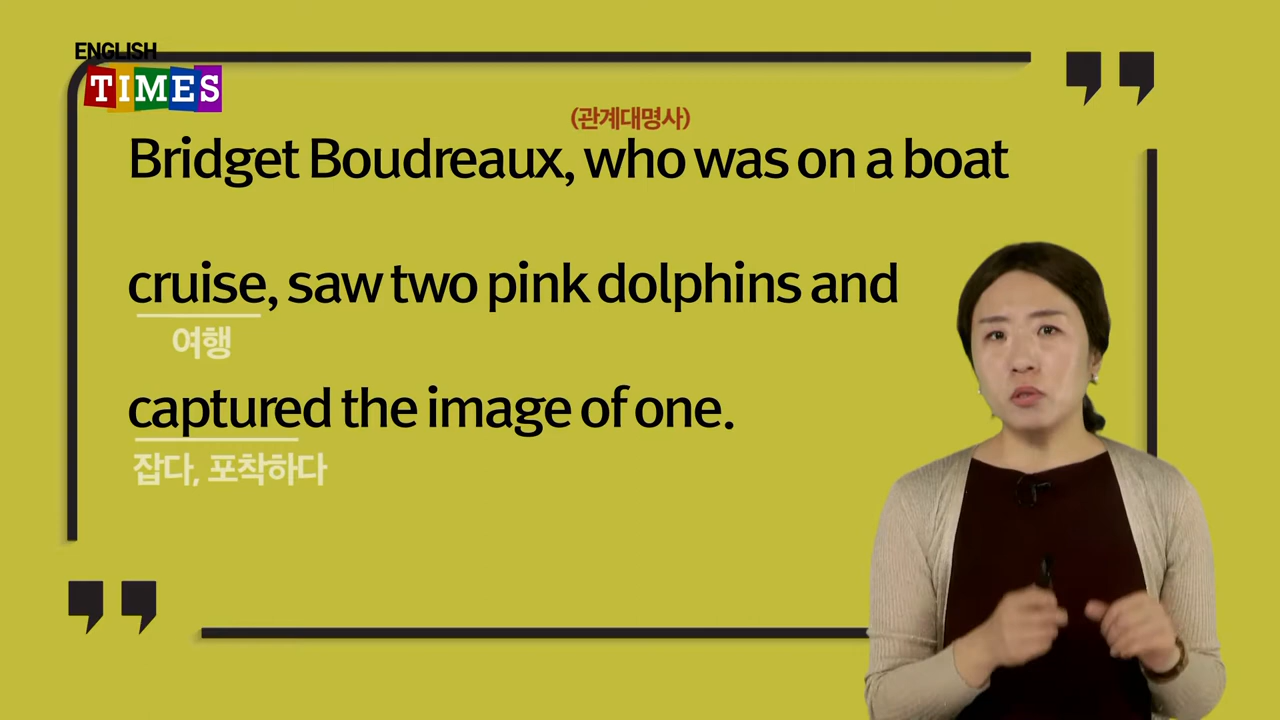 ENGLISH
TIMES
(관계대명사)
Bridget Boudreaux, who was on a boat
cruise, saw two pink dolphins and
여행
captured the image of one.
잡다, 포착하다